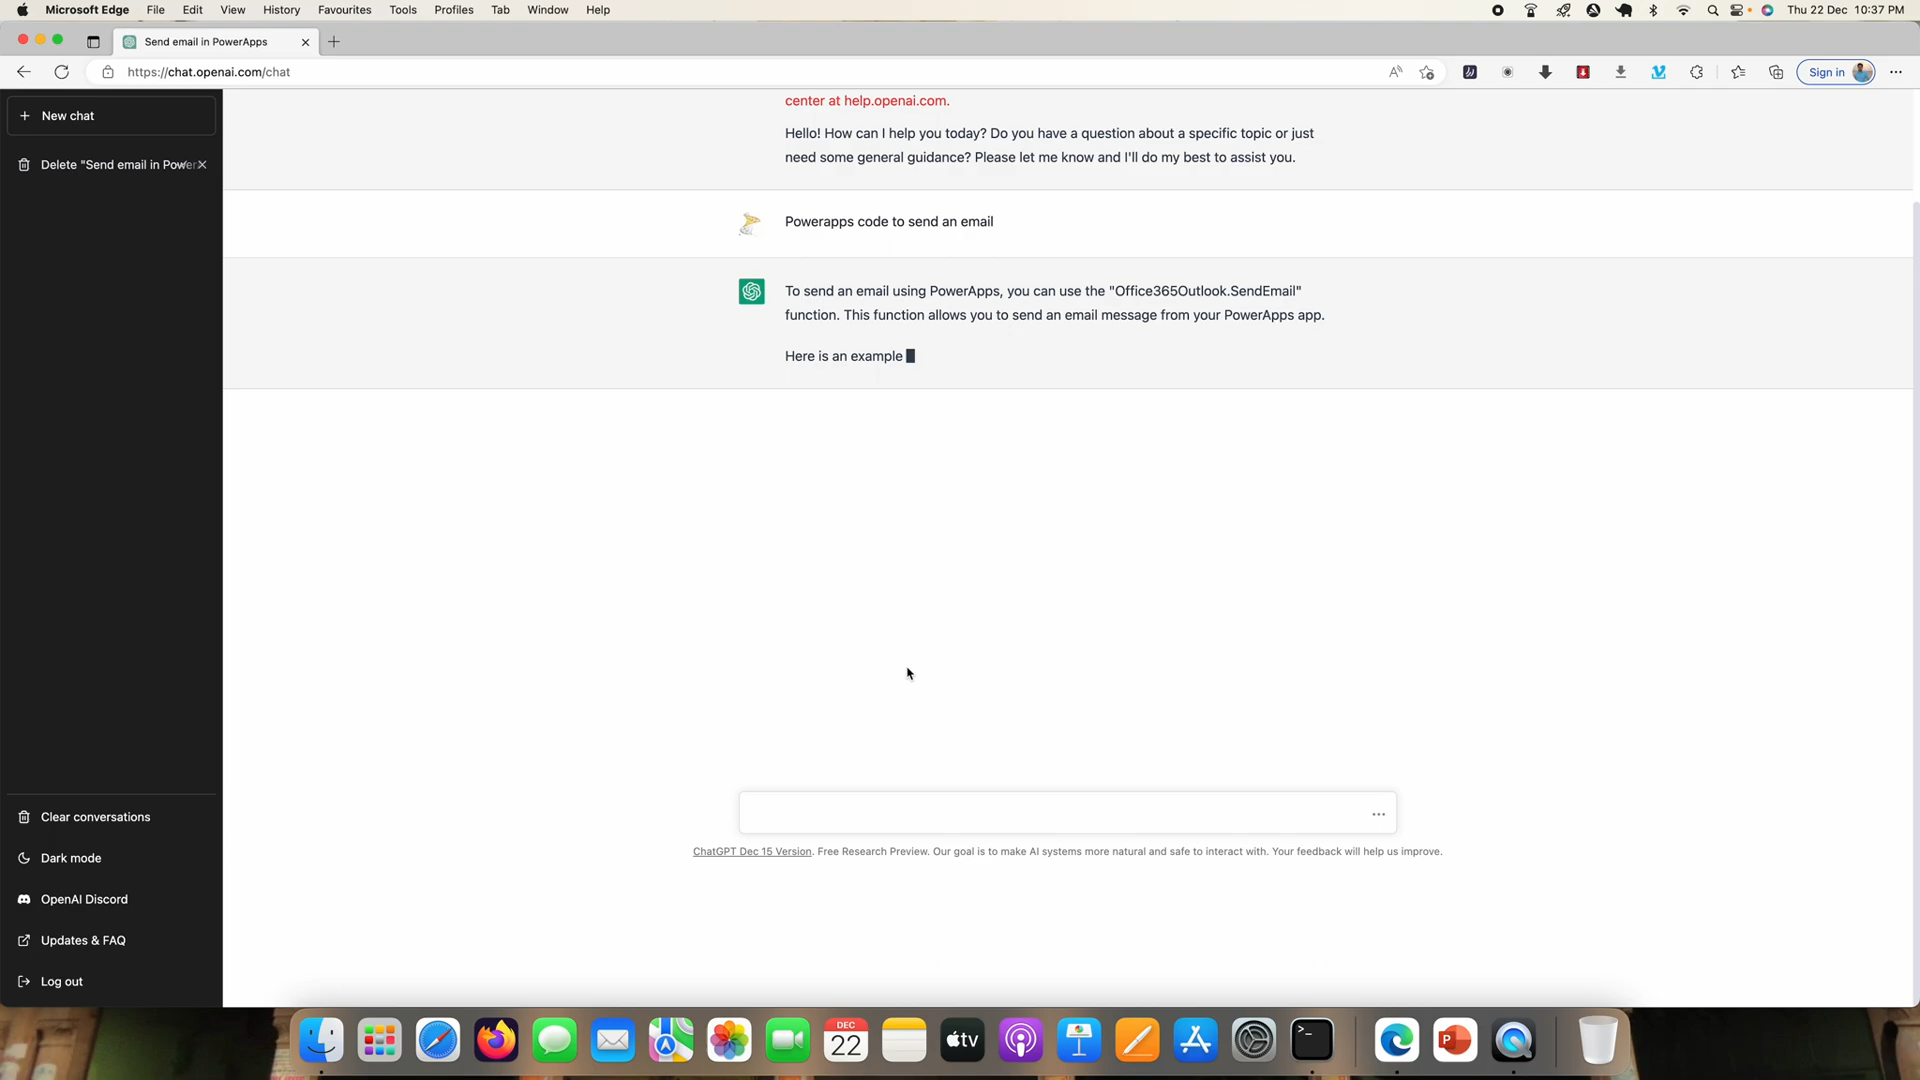 Microsoft Edge File Edit View History Favourites Tools Profiles Tab Window Help Thu 22 Dec 10:37 PM
Send email in PowerApps
https://chat.openai.com/chat
Sign in
New chat
Delete "Send email in Power
Clear conversations
Dark mode
OpenAI Discord
Updates & FAQ
Log out
center at help.openai.com.
Hello! How can I help you today? Do you have a question about a specific topic or just
need some general guidance? Please let me know and I'll do my best to assist you.
Powerapps code to send an email
To send an email using PowerApps, you can use the "Office365Outlook.SendEmail"
function. This function allows you to send an email message from your PowerApps app.
Here is an example
ChatGPT Dec 15 Version. Free Research Preview. Our goal is to make AI systems more natural and safe to interact with. Your feedback will help us improve.
DEC
22
tv
>_
P